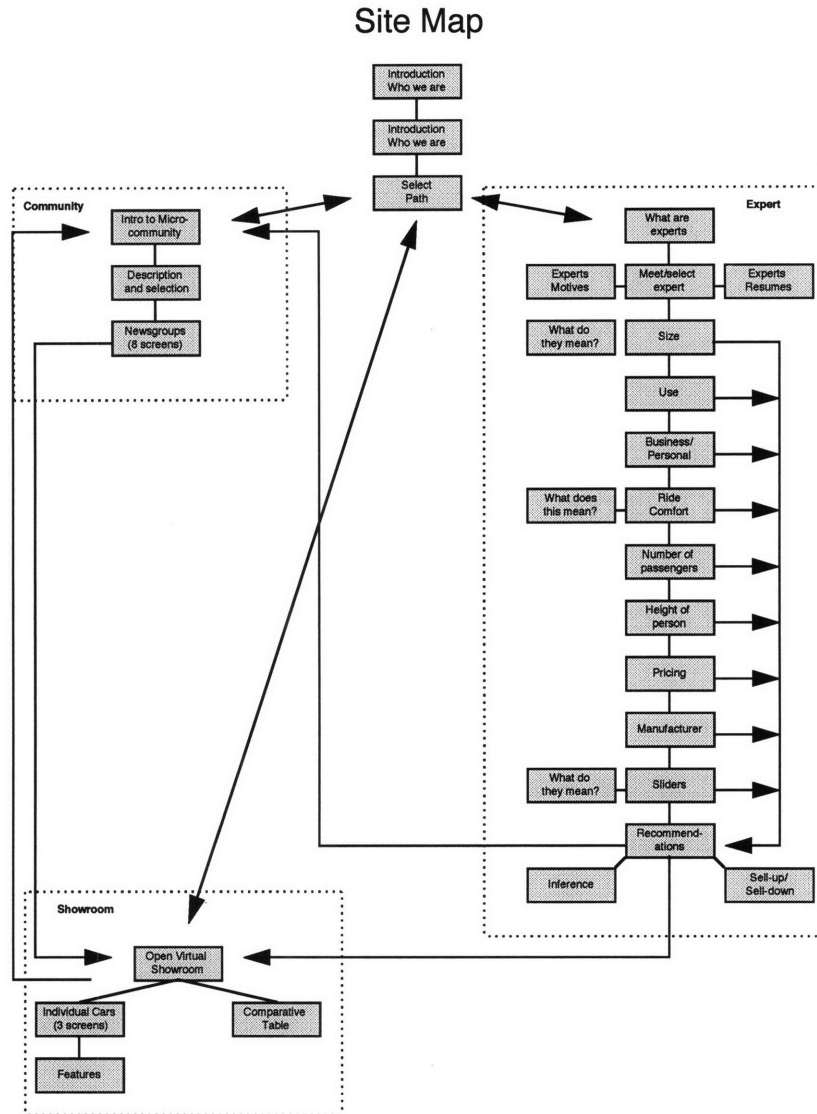 Site Map
Introduction
Who we are
Introduction
Who we are
Select
Path
Community
Intro to Micro-
community
Description
and selection
Newsgroups
(8 screens)
Expert
What are
experts
Experts
Motives
Meet/select
expert
Experts
Resumes
What do
they mean?
Size
Use
Business/
Personal
What does
this mean?
Ride
Comfort
Number of
passengers
Height of
person
Pricing
Manufacturer
What do
they mean?
Sliders
Recommend-
ations
Inference
Sell-up/
Sell-down
Showroom
Open Virtual
Showroom
Individual Cars
(3 screens)
Comparative
Table
Features